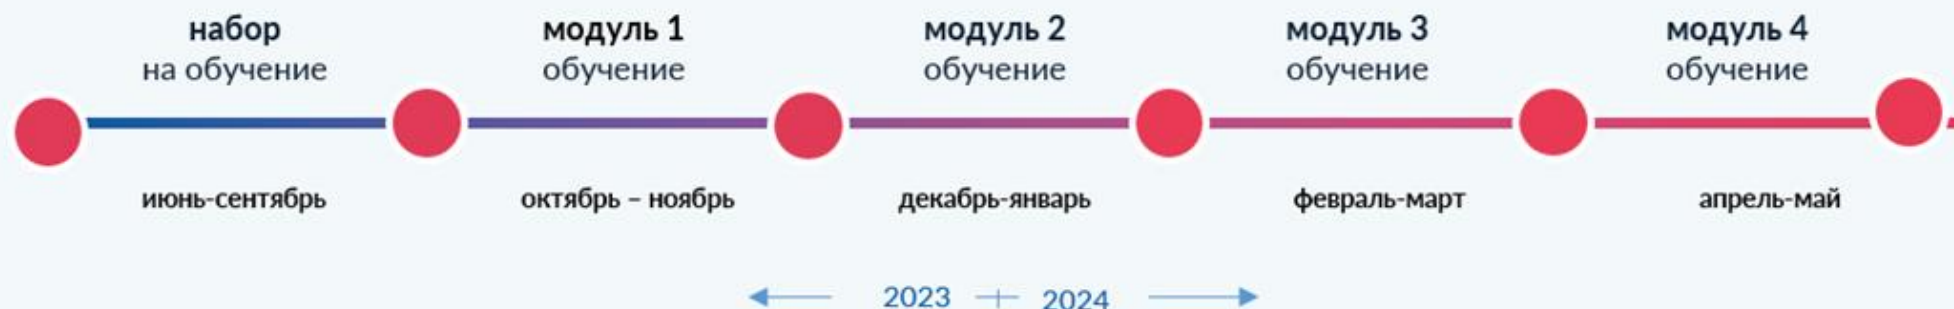 набор
на обучение
модуль 1
обучение
модуль 2
обучение
модуль 3
обучение
модуль 4
обучение
июнь-сентябрь
октябрь – ноябрь
декабрь-январь
февраль-март
апрель-май
2023
2024